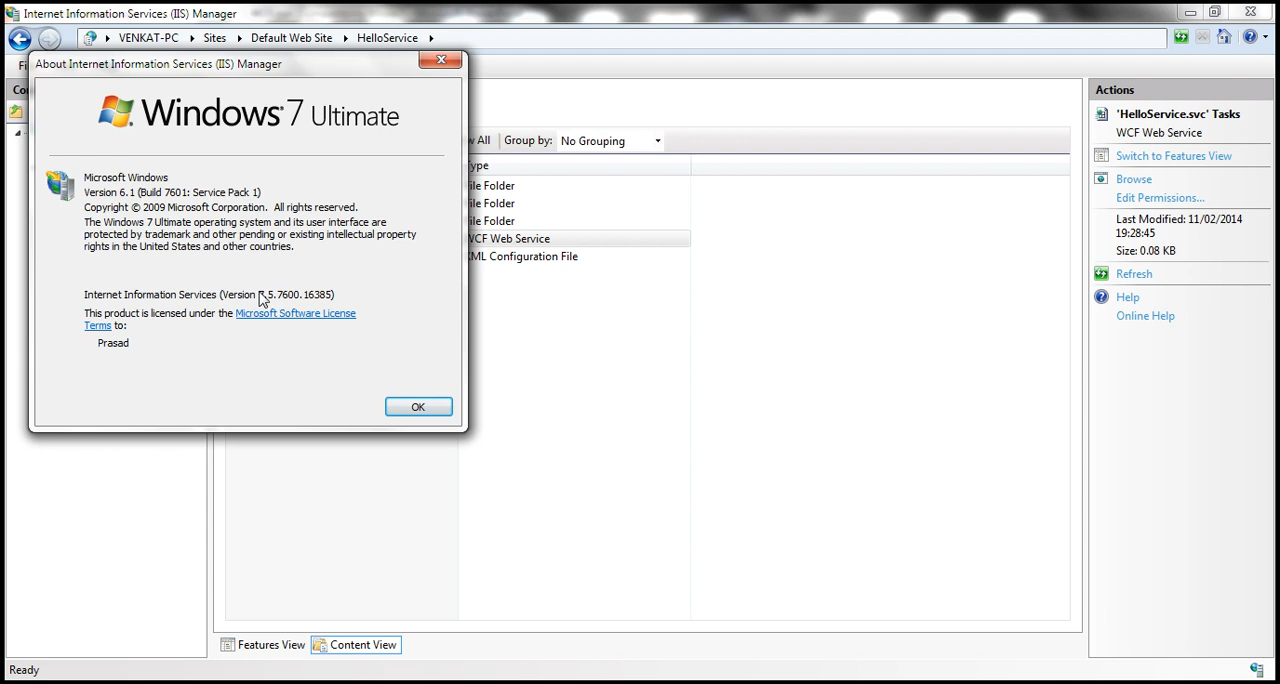 Internet Information Services (IIS) Manager
VENKAT-PC Sites Default Web Site HelloService
About Internet Information Services (IIS) Manager
Windows 7 Ultimate
Microsoft Windows
Version 6.1 (Build 7601: Service Pack 1)
Copyright © 2009 Microsoft Corporation. All rights reserved.
The Windows 7 Ultimate operating system and its user interface are
protected by trademark and other pending or existing intellectual property
rights in the United States and other countries.
Internet Information Services (Version 7.5.7600.16385)
This product is licensed under the Microsoft Software License
Terms to:
Prasad
OK
All Group by: No Grouping
File Folder
File Folder
File Folder
WCF Web Service
XML Configuration File
Features View Content View
Actions
'HelloService.svc' Tasks
WCF Web Service
Switch to Features View
Browse
Edit Permissions...
Last Modified: 11/02/2014
19:28:45
Size: 0.08 KB
Refresh
Help
Online Help
Ready